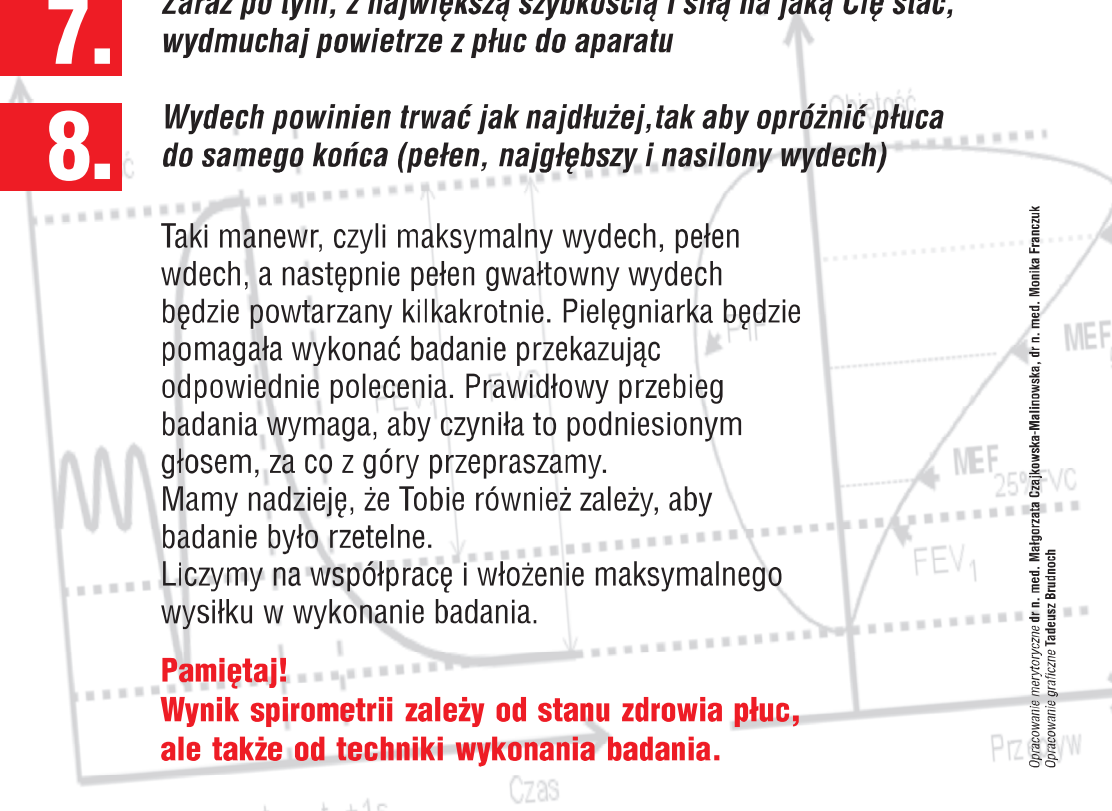 7.
Zaraz po tym, z największą szybkością i siłą na jaką Cię stać,
wydmuchaj powietrze z płuc do aparatu
8.
Wydech powinien trwać jak najdłużej,tak aby opróżnić płuca
do samego końca (pełen, najgłębszy i nasilony wydech)
Taki manewr, czyli maksymalny wydech, pełen
wdech, a następnie pełen gwałtowny wydech
będzie powtarzany kilkakrotnie. Pielęgniarka będzie
pomagała wykonać badanie przekazując
odpowiednie polecenia. Prawidłowy przebieg
badania wymaga, aby czyniła to podniesionym
głosem, za co z góry przepraszamy.
Mamy nadzieję, że Tobie również zależy, aby
badanie było rzetelne.
Liczymy na współpracę i włożenie maksymalnego
wysiłku w wykonanie badania.
Pamiętaj!
Wynik spirometrii zależy od stanu zdrowia płuc,
ale także od techniki wykonania badania.
Objętość
PIF
MEF
MEF
25% FVC
FEV1
FEV1
Przepływ
Czas
Opracowanie merytoryczne dr n. med. Małgorzata Czajkowska-Malinowska, dr n. med. Monika Franczuk
Opracowanie graficzne Tadeusz Brudnoch